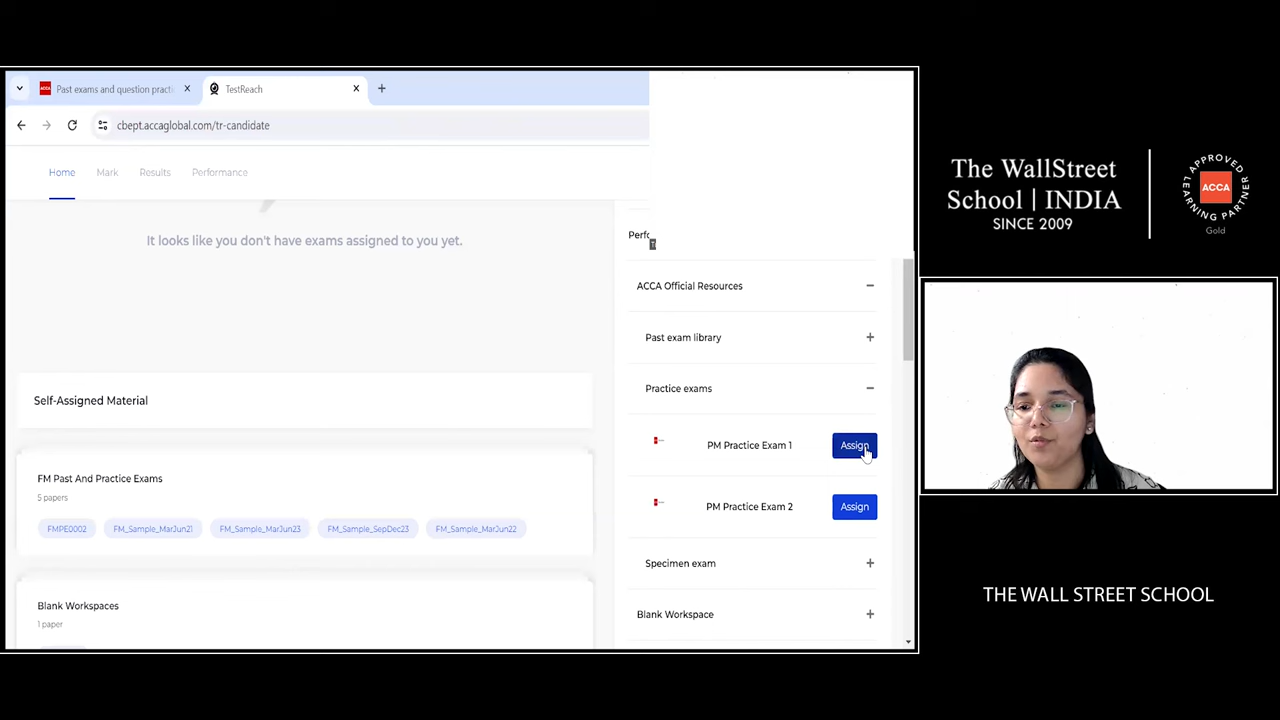 Past exams and question practi
TestReach
cbept.accaglobal.com/tr-candidate
Home
Mark
Results
Performance
It looks like you don't have exams assigned to you yet.
Self-Assigned Material
FM Past And Practice Exams
5 papers
FMPE0002
FM_Sample_MarJun21
FM_Sample_MarJun23
FM_Sample_SepDec23
FM_Sample_MarJun22
Blank Workspaces
1 paper
Perfo
ACCA Official Resources
Past exam library
Practice exams
PM Practice Exam 1
Assign
PM Practice Exam 2
Assign
Specimen exam
Blank Workspace
The WallStreet
School | INDIA
SINCE 2009
APPROVED
LEARNING PARTNER
ACCA
Gold
THE WALL STREET SCHOOL